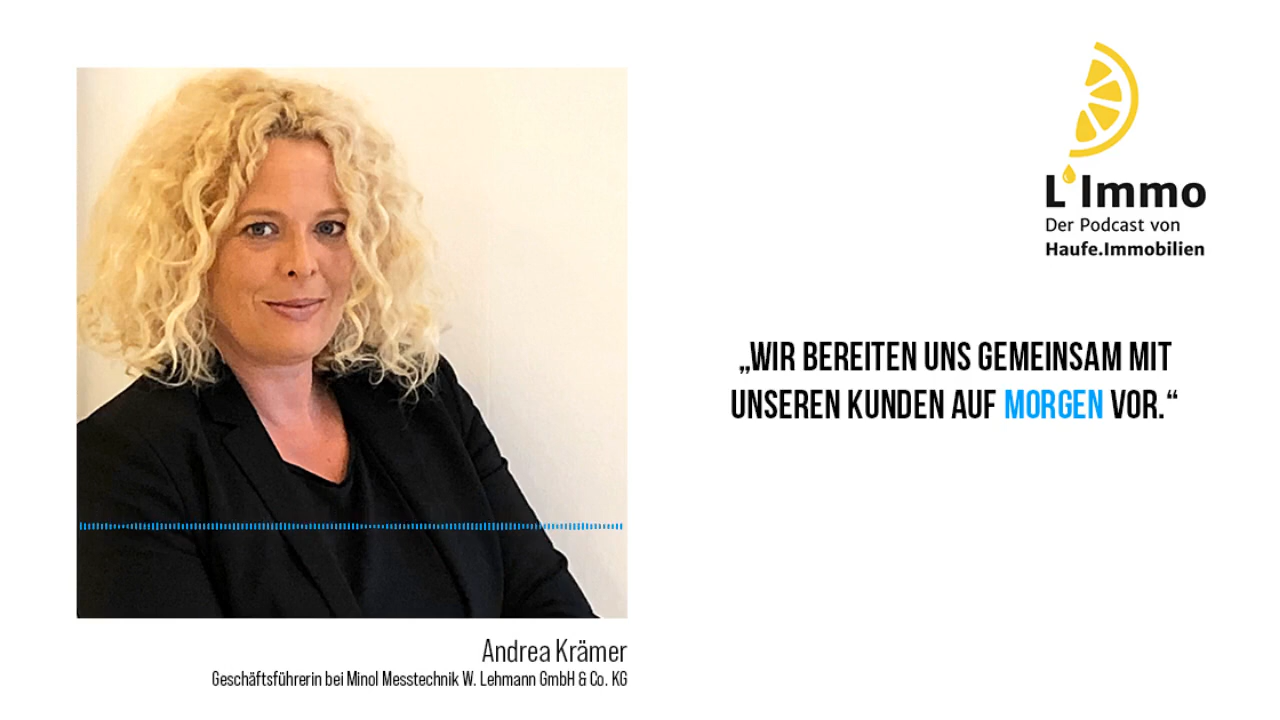 L'Immo
Der Podcast von
Haufe.Immobilien
„WIR BEREITEN UNS GEMEINSAM MIT
UNSEREN KUNDEN AUF MORGEN VOR.“
Andrea Krämer
Geschäftsführerin bei Minol Messtechnik W. Lehmann GmbH & Co. KG